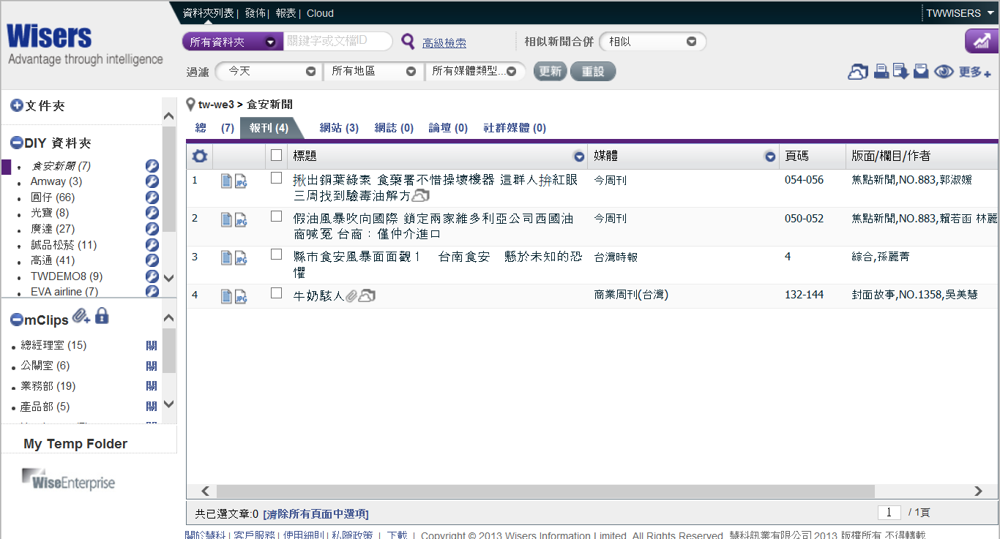 資料夾列表 | 發佈 | 報表 | Cloud
TWWISERS
Wisers
Advantage through intelligence
所有資料夾 關鍵字或文檔ID 高級檢索 相似新聞合併 相似
過濾 今天 所有地區 所有媒體類型... 更新 重設 更多
文件夾
DIY 資料夾
食安新聞 (7)
Amway (3)
圓仔 (66)
光寶 (8)
廣達 (27)
誠品松菸 (11)
高通 (41)
TWDEMO8 (9)
EVA airline (7)
mClips
總經理室 (15) 關
公關室 (6) 關
業務部 (19) 關
產品部 (5) 關
My Temp Folder
WiseEnterprise
tw-we3 > 食安新聞
總 (7) 報刊 (4) 網站 (3) 網誌 (0) 論壇 (0) 社群媒體 (0)
標題 媒體 頁碼 版面/欄目/作者
1 JPG 揪出銅葉綠素 食藥署不惜操壞機器 這群人拚紅眼 今周刊 054-056 焦點新聞,NO.883,郭淑媛
三周找到驗毒油解方
2 JPG 假油風暴吹向國際 鎖定兩家維多利亞公司西國油 今周刊 050-052 焦點新聞,NO.883,賴若函 林麗
商喊冤 台商：僅仲介進口
3 JPG 縣市食安風暴面面觀1 台南食安 懸於未知的恐 台灣時報 4 綜合,孫麗菁
懼
4 JPG 牛奶駭人 商業周刊(台灣) 132-144 封面故事,NO.1358,吳美慧
共已選文章:0 [清除所有頁面中選項] 1 / 1頁
關於慧科 | 客戶服務 | 使用細則 | 私隱政策 | 下載 | Copyright © 2013 Wisers Information Limited. All Rights Reserved. 慧科訊業有限公司 2013 版權所有 不得轉載